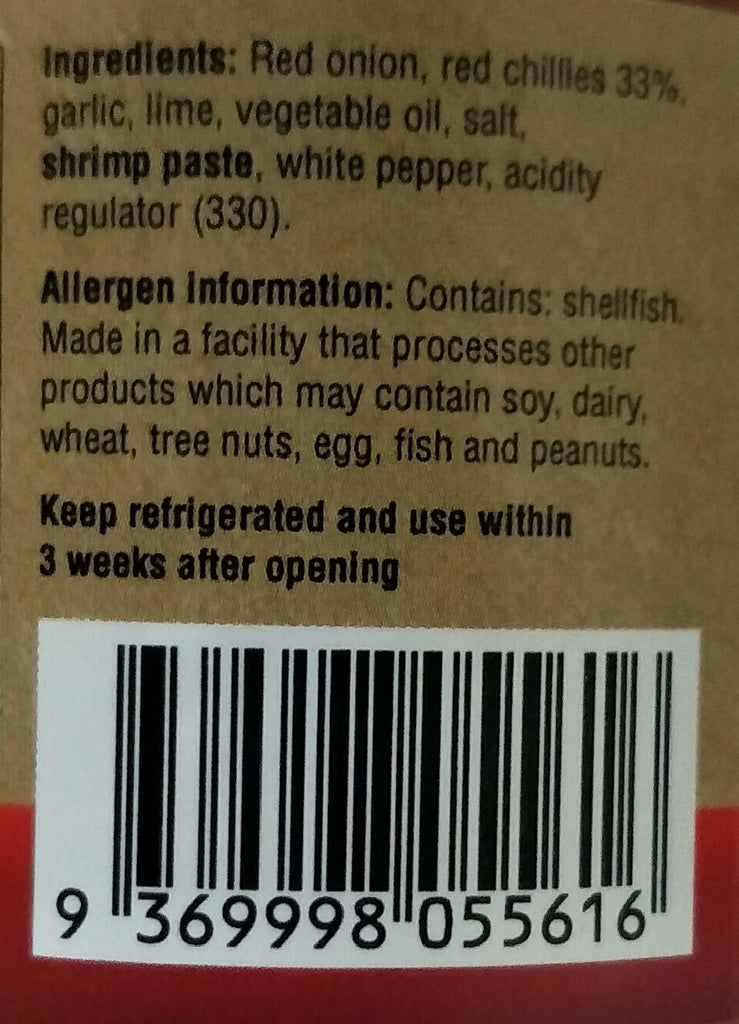 Ingredients: Red onion, red chillies 33%,
garlic, lime, vegetable oil, salt,
shrimp paste, white pepper, acidity
regulator (330).
Allergen Information: Contains: shellfish.
Made in a facility that processes other
products which may contain soy, dairy,
wheat, tree nuts, egg, fish and peanuts.
Keep refrigerated and use within
3 weeks after opening
9 369998 055616